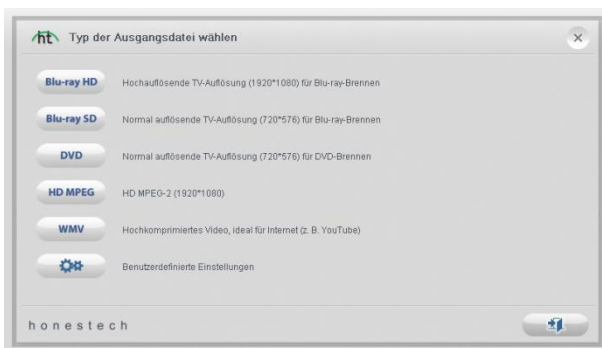 ht Typ der Ausgangsdatei wählen
Blu-ray HD Hochauflösende TV-Auflösung (1920*1080) für Blu-ray-Brennen
Blu-ray SD Normal auflösende TV-Auflösung (720*576) für Blu-ray-Brennen
DVD Normal auflösende TV-Auflösung (720*576) für DVD-Brennen
HD MPEG HD MPEG-2 (1920*1080)
WMV Hochkomprimiertes Video, ideal für Internet (z. B. YouTube)
Benutzerdefinierte Einstellungen
honestech